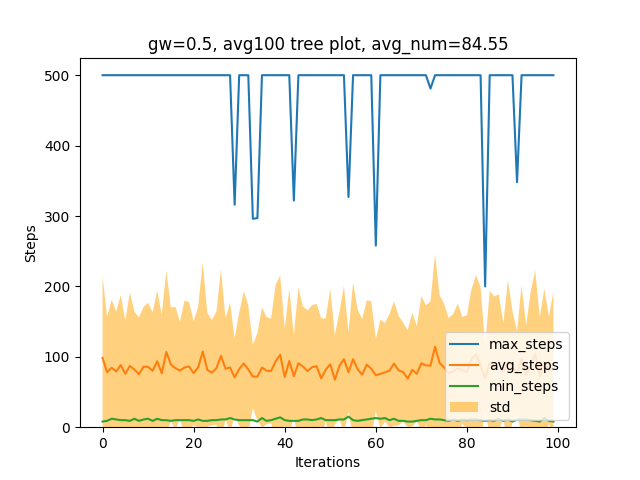 gw=0.5, avg100 tree plot, avg_num=84.55
500
400
300
200
100
0
Steps
max_steps
avg_steps
min_steps
std
0 20 40 60 80 100
Iterations